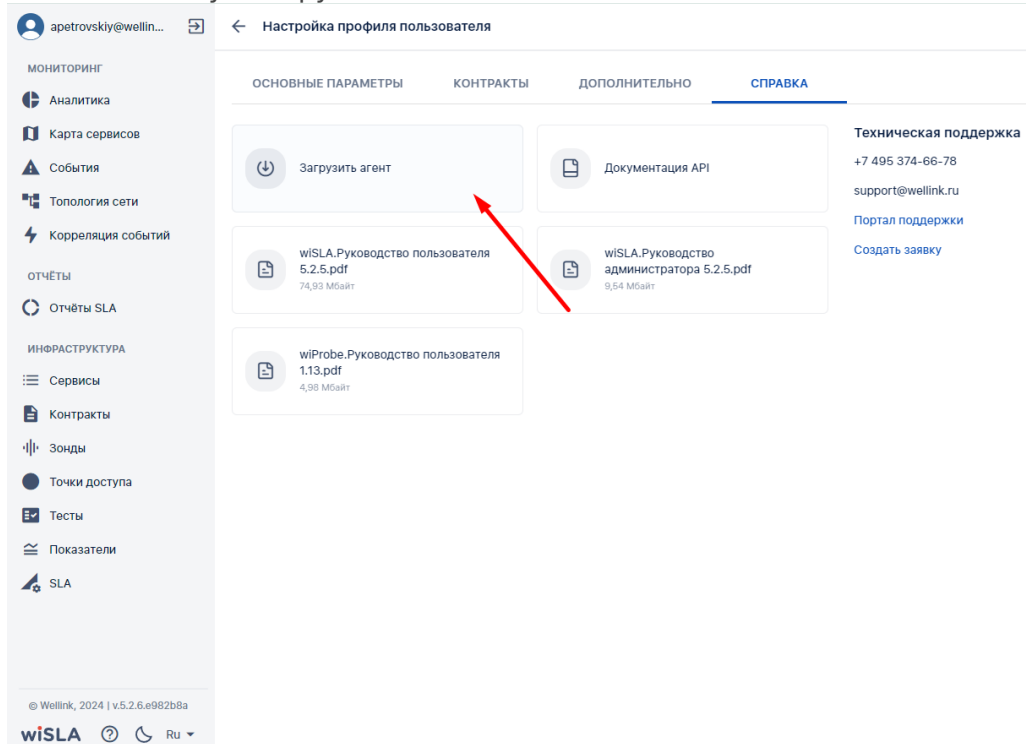 apetrovskiy@wellin...
Настройка профиля пользователя
МОНИТОРИНГ
Аналитика
Карта сервисов
События
Топология сети
Корреляция событий
ОТЧЁТЫ
Отчёты SLA
ИНФРАСТРУКТУРА
Сервисы
Контракты
Зонды
Точки доступа
Тесты
Показатели
SLA
© Wellink, 2024 | v.5.2.6.e982b8a
wiSLA
Ru
ОСНОВНЫЕ ПАРАМЕТРЫ КОНТРАКТЫ ДОПОЛНИТЕЛЬНО СПРАВКА
Загрузить агент
Документация API
wiSLA.Руководство пользователя
5.2.5.pdf
74,93 Мбайт
wiSLA.Руководство
администратора 5.2.5.pdf
9,54 Мбайт
wiProbe.Руководство пользователя
1.13.pdf
4,98 Мбайт
Техническая поддержка
+7 495 374-66-78
support@wellink.ru
Портал поддержки
Создать заявку